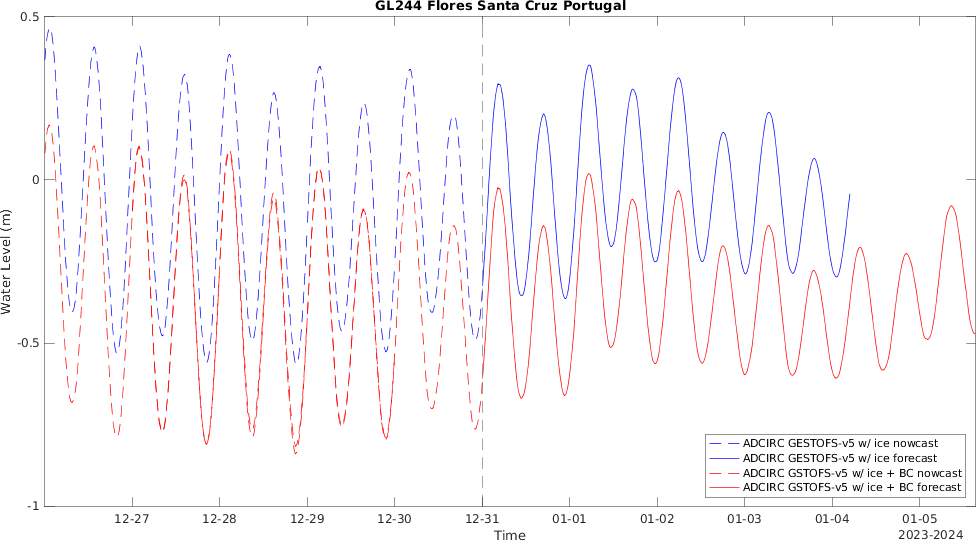 GL244 Flores Santa Cruz Portugal
0.5
0
-0.5
-1
Water Level (m)
ADCIRC GESTOFS-v5 w/ ice nowcast
ADCIRC GESTOFS-v5 w/ ice forecast
ADCIRC GSTOFS-v5 w/ ice + BC nowcast
ADCIRC GSTOFS-v5 w/ ice + BC forecast
12-27 12-28 12-29 12-30 12-31 01-01 01-02 01-03 01-04 01-05
Time
2023-2024